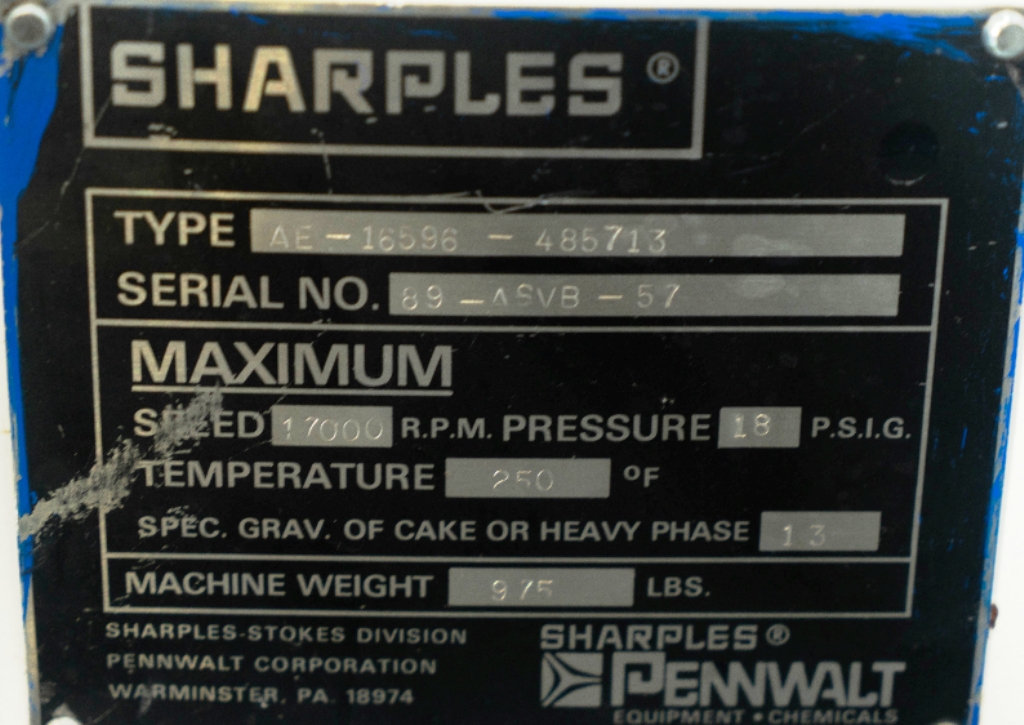 SHARPLES ®
TYPE AE-16596 - 485713
SERIAL NO. 89-ASVB-57
MAXIMUM
SPEED 17000 R.P.M. PRESSURE 18 P.S.I.G.
TEMPERATURE 250 °F
SPEC. GRAV. OF CAKE OR HEAVY PHASE 13
MACHINE WEIGHT 975 LBS.
SHARPLES-STOKES DIVISION
PENNWALT CORPORATION
WARMINSTER, PA. 18974
SHARPLES ®
PENNWALT
EQUIPMENT • CHEMICALS